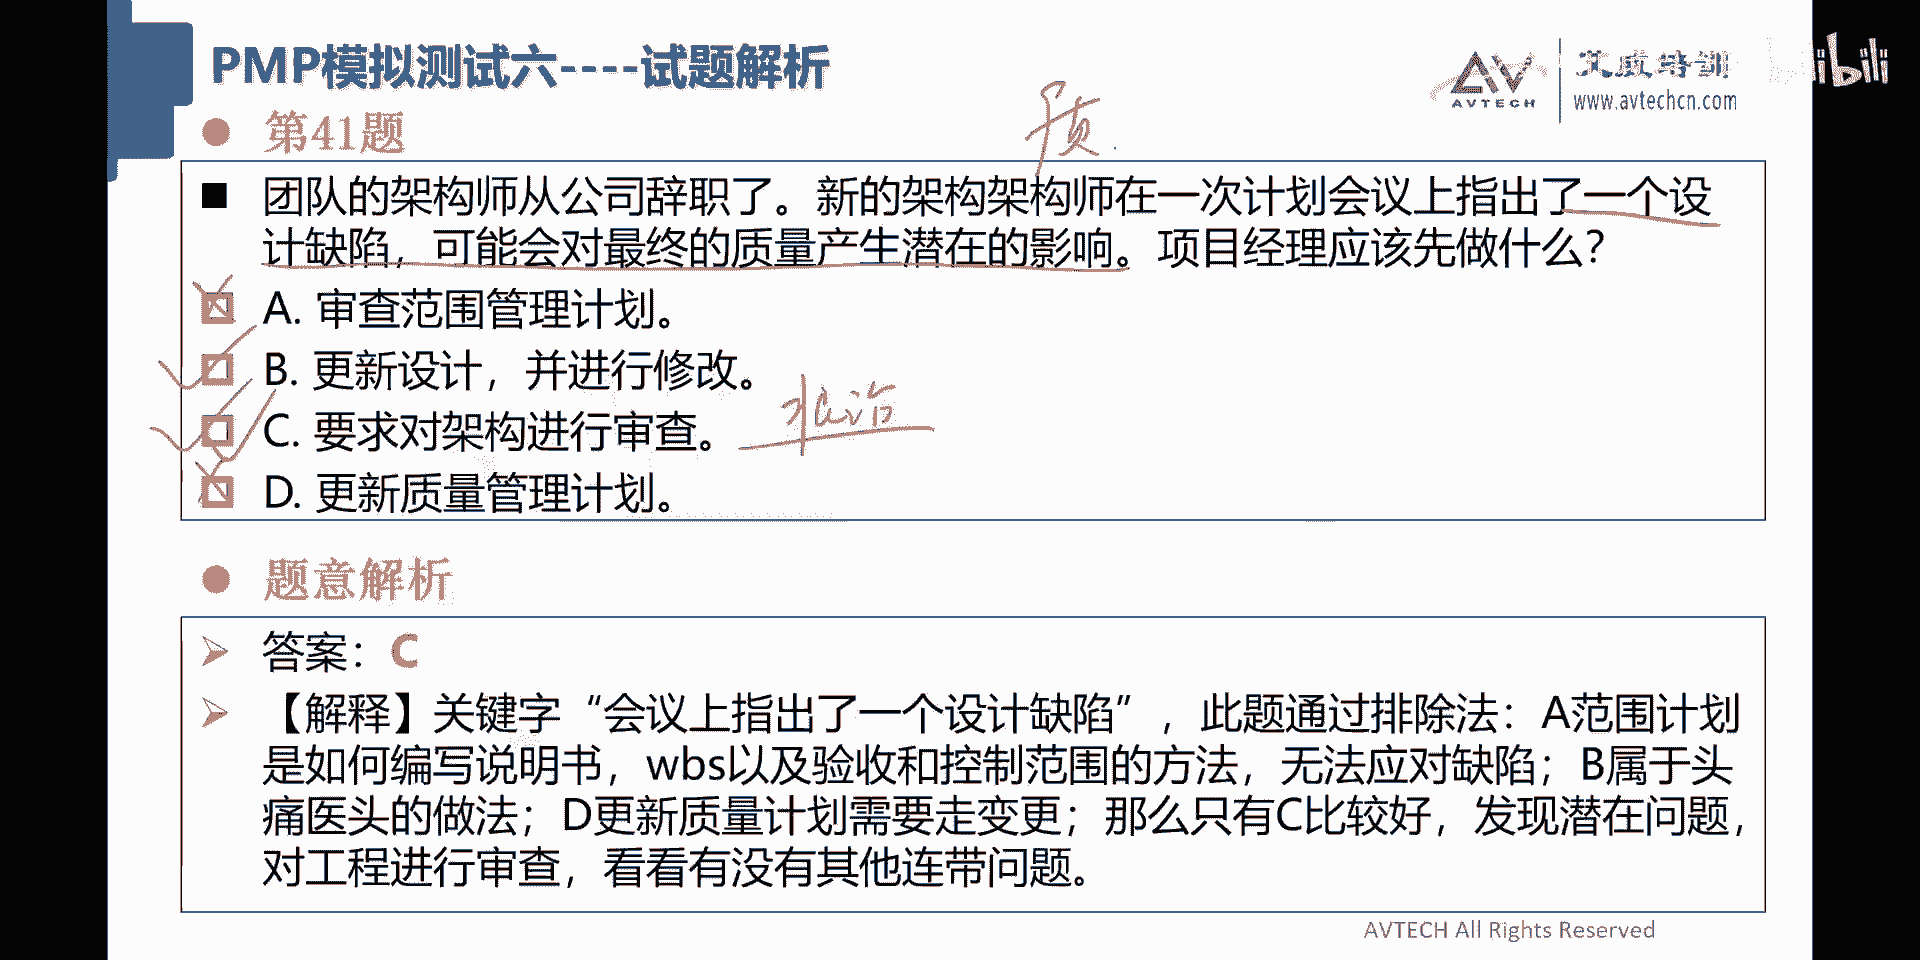 PMP模拟测试六----试题解析
AVTECH
艾威培训
www.avtechcn.com
bilibili
第41题
团队的架构师从公司辞职了。新的架构架构师在一次计划会议上指出了一个设
计缺陷，可能会对最终的质量产生潜在的影响。项目经理应该先做什么？
A. 审查范围管理计划。
B. 更新设计，并进行修改。
C. 要求对架构进行审查。
D. 更新质量管理计划。
题意解析
答案：C
【解释】关键字“会议上指出了一个设计缺陷”，此题通过排除法：A范围计划
是如何编写说明书，wbs以及验收和控制范围的方法，无法应对缺陷；B属于头
痛医头的做法；D更新质量计划需要走变更；那么只有C比较好，发现潜在问题，
对工程进行审查，看看有没有其他连带问题。
AVTECH All Rights Reserved